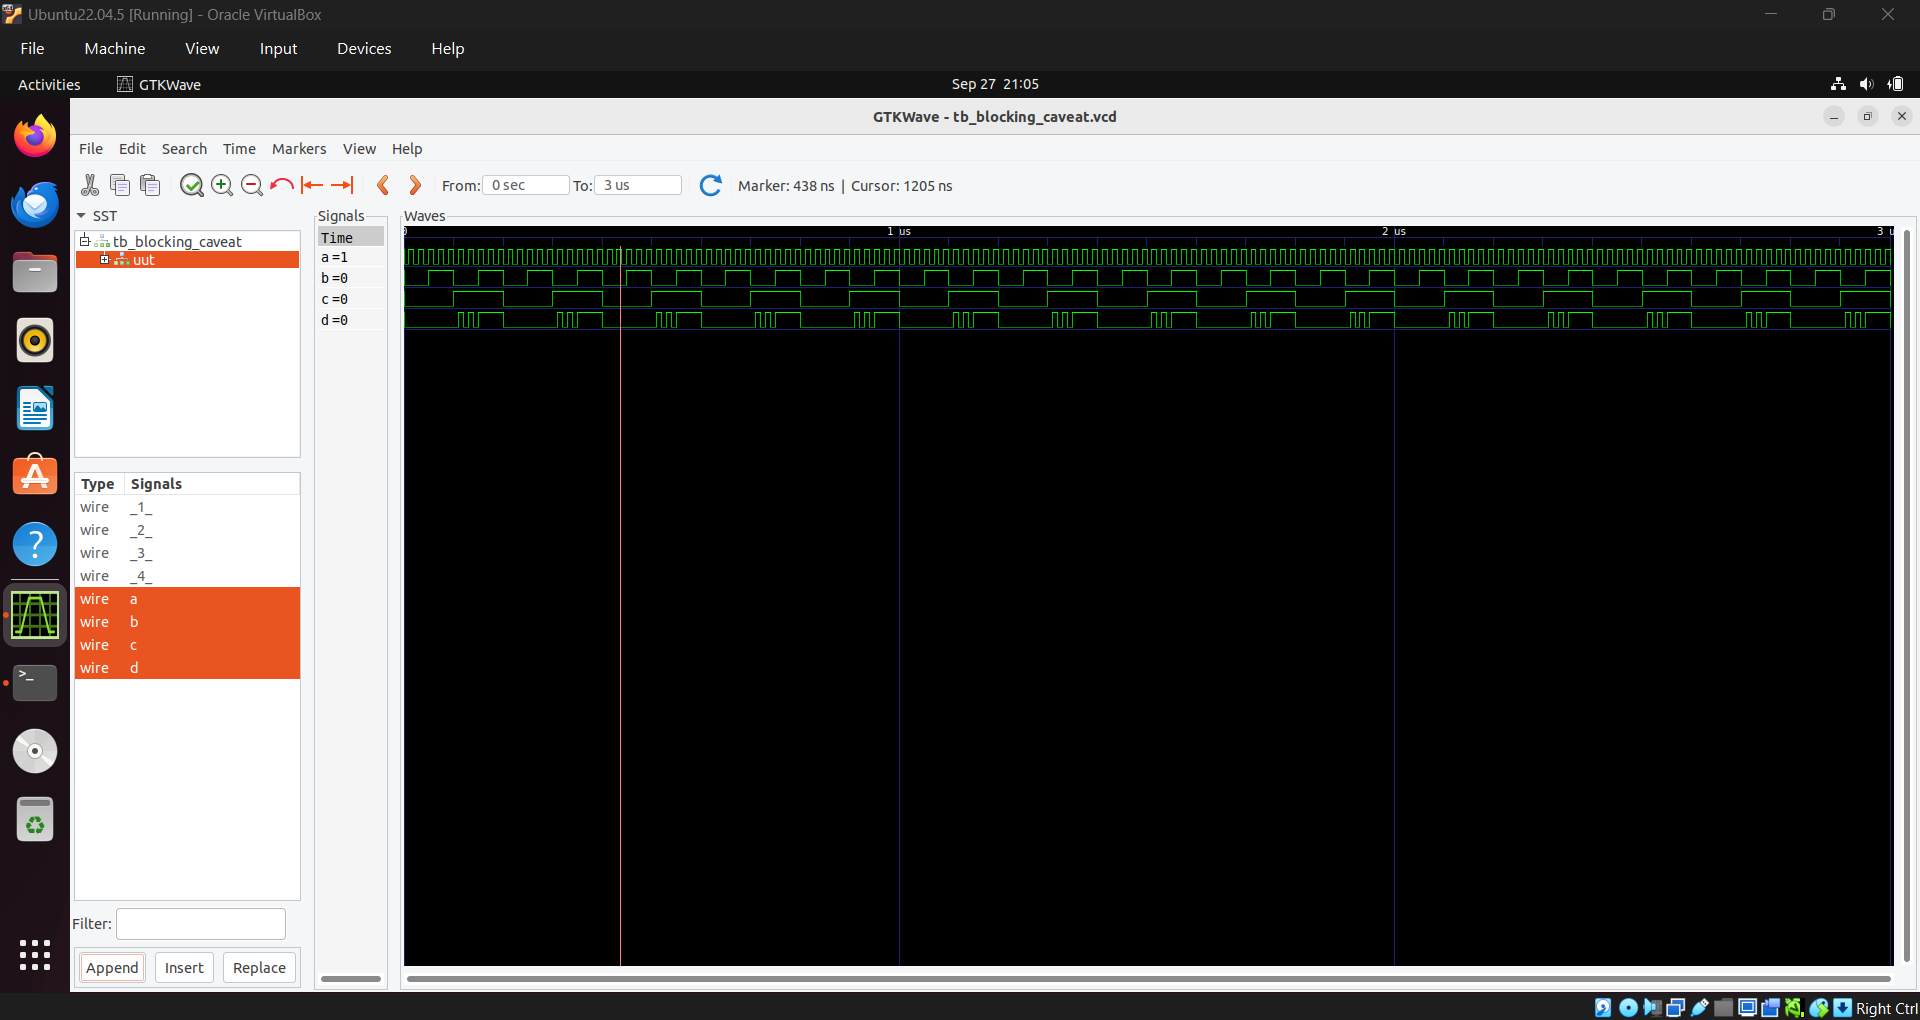 Ubuntu22.04.5 [Running] - Oracle VirtualBox
File Machine View Input Devices Help
Activities GTKWave Sep 27 21:05
GTKWave - tb_blocking_caveat.vcd
File Edit Search Time Markers View Help
From: 0 sec To: 3 us Marker: 438 ns | Cursor: 1205 ns
SST
Signals
Waves
tb_blocking_caveat
uut
Time
1 us 2 us 3 u
a =1
b =0
c =0
d =0
Type Signals
wire _1_
wire _2_
wire _3_
wire _4_
wire a
wire b
wire c
wire d
Filter:
Append Insert Replace
Right Ctrl